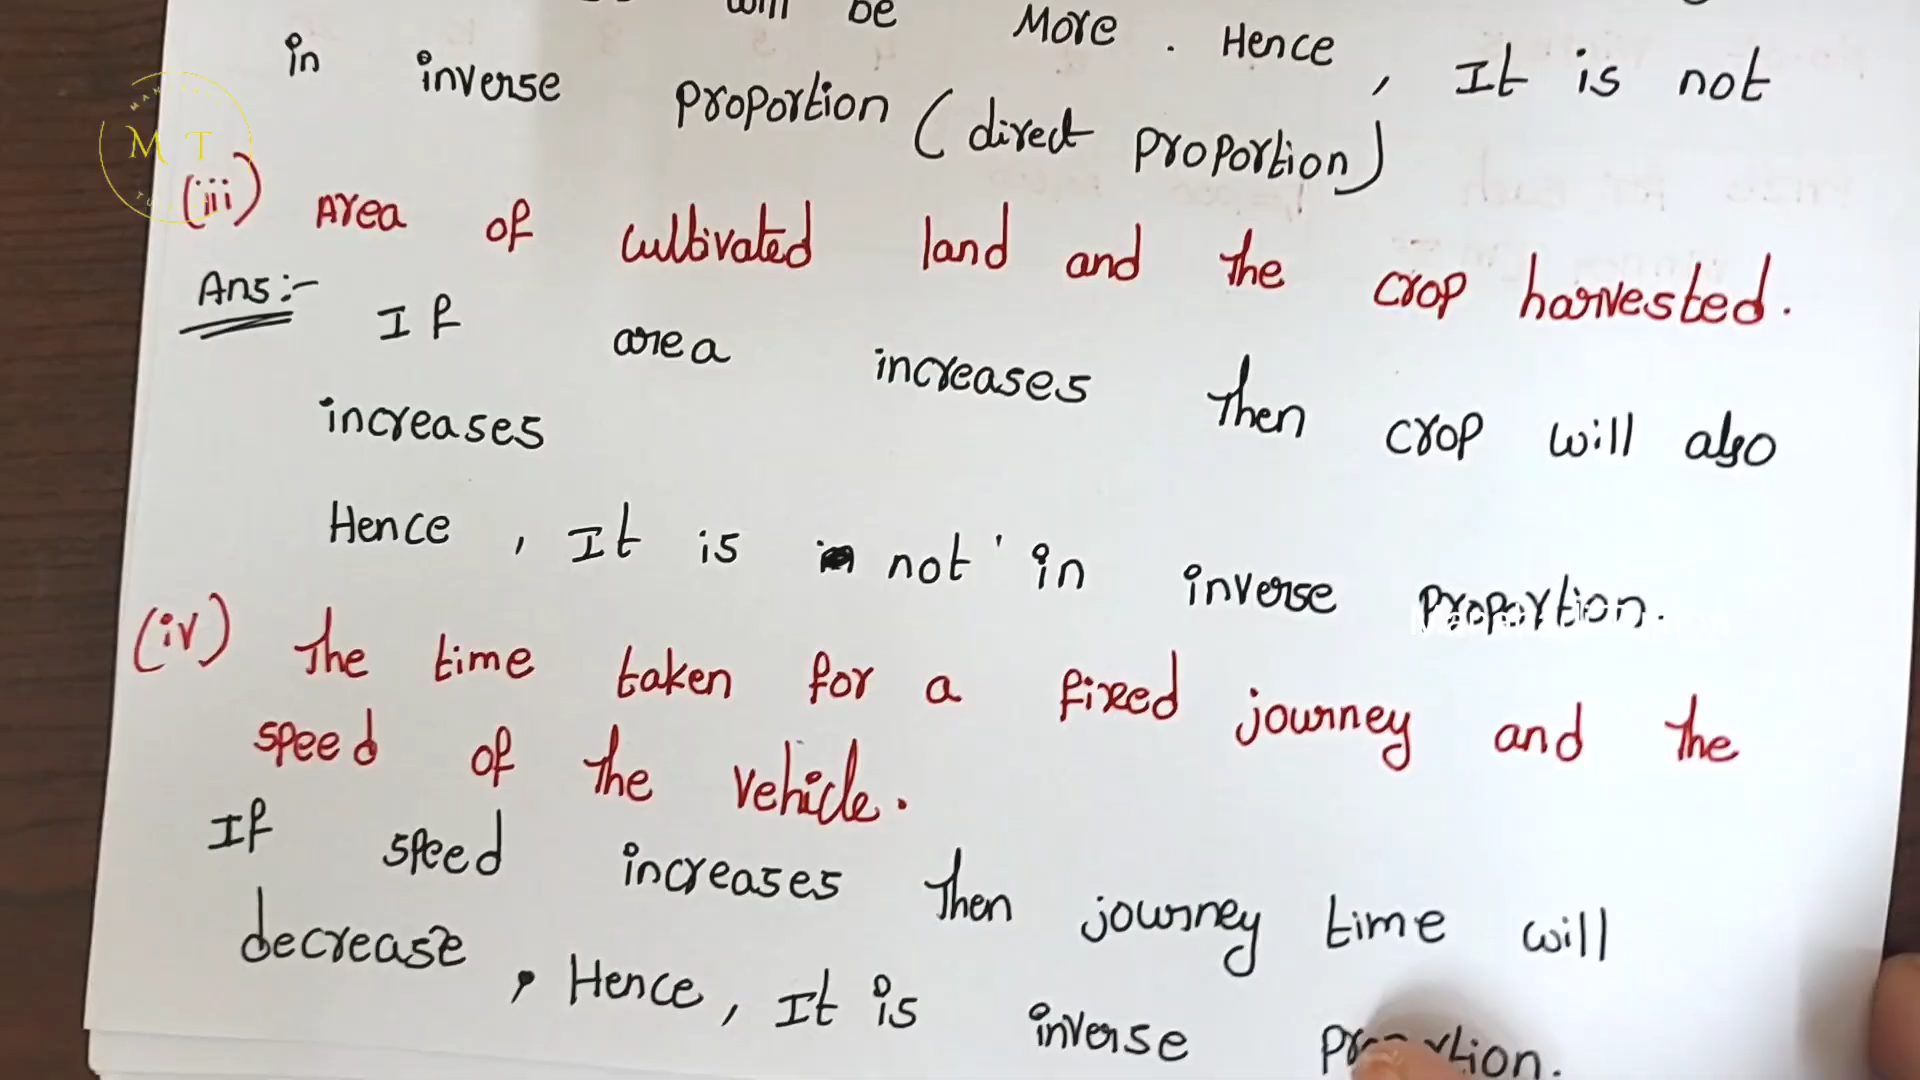 will be More. Hence, It is not
in inverse proportion (direct proportion)
M T
(iii) Area of cultivated land and the crop harvested.
Ans:- If area increases then crop will also
increases
Hence, It is not in inverse proportion.
(iv) The time taken for a fixed journey and the
speed of the vehicle.
If speed increases then journey time will
decrease, Hence, It is inverse proportion.